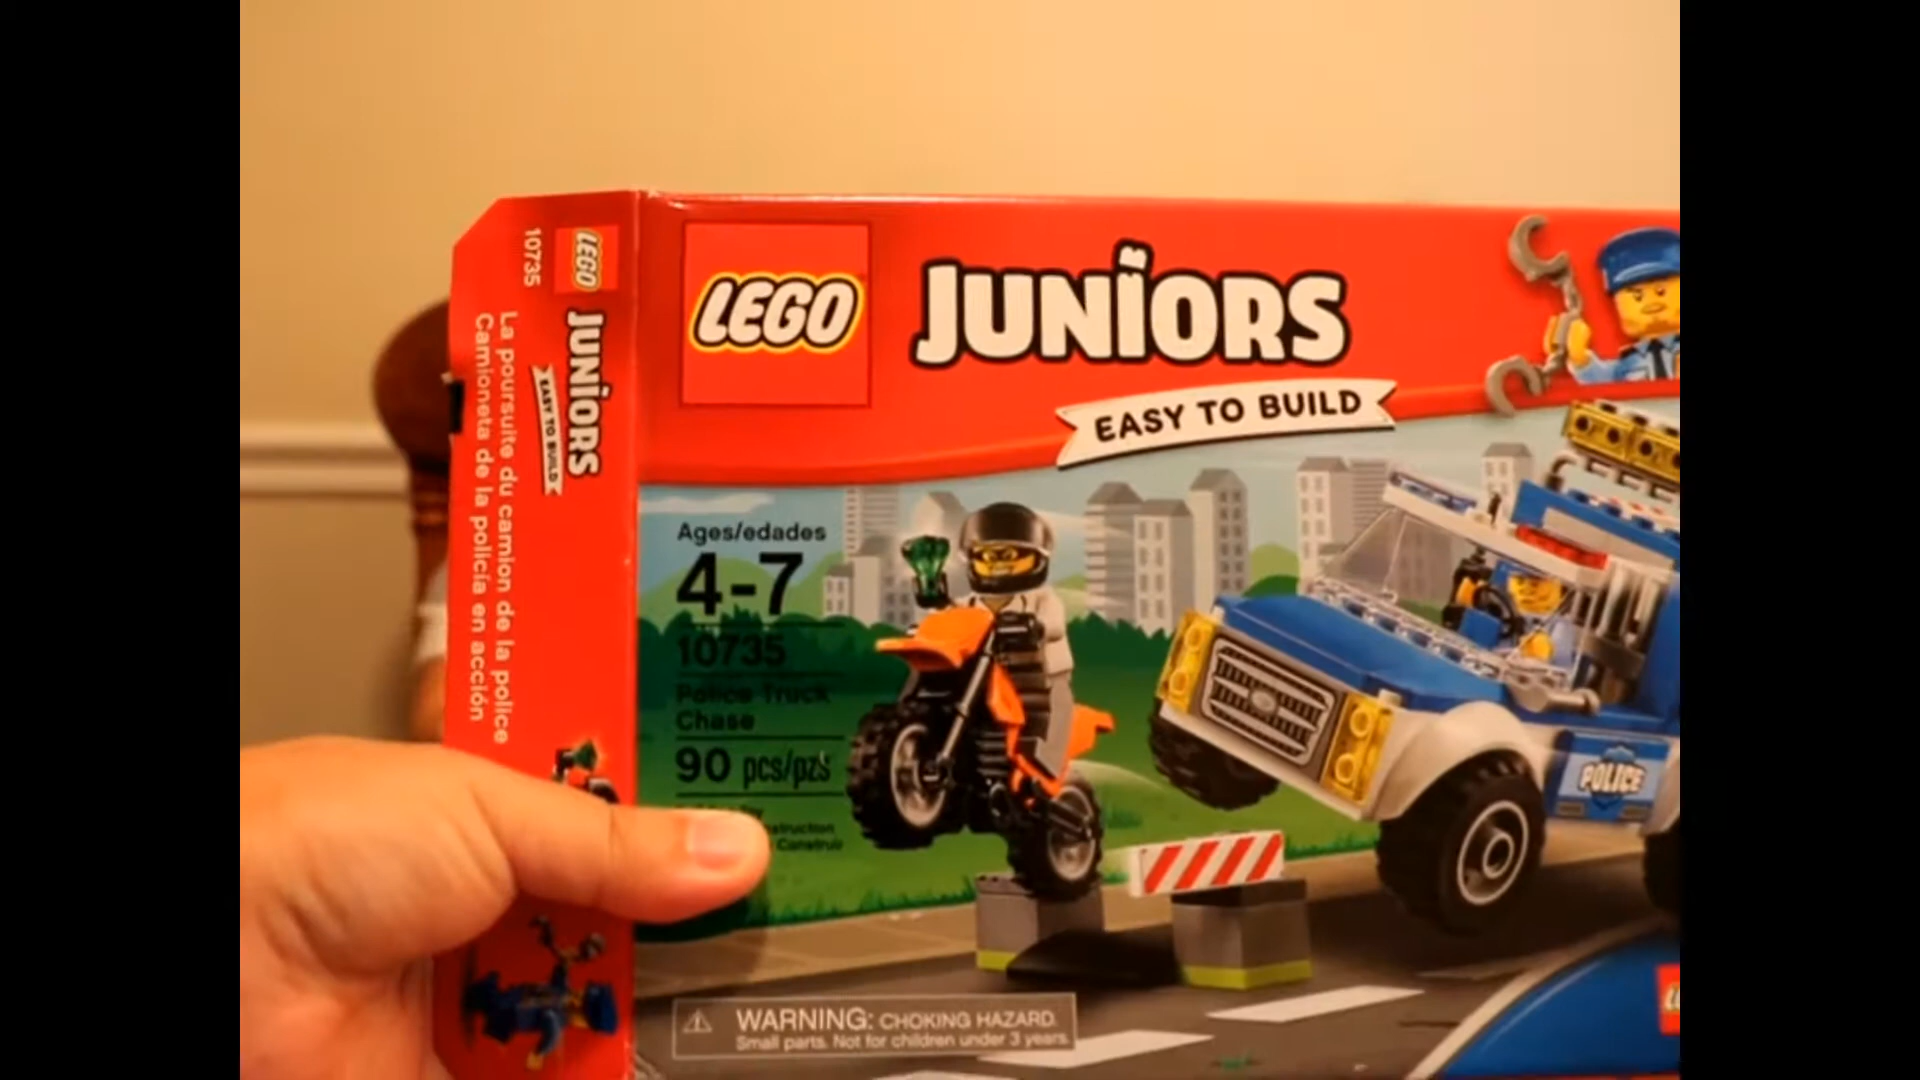 10735
LEGO
JUNIORS
EASY TO BUILD
La poursuite du camion de la police
Camioneta de la policía en acción
LEGO
JUNIORS
EASY TO BUILD
Ages/edades
4-7
10735
Police Truck
Chase
90 pcs/pzs
Construir
POLICE
WARNING: CHOKING HAZARD.
Small parts. Not for children under 3 years.